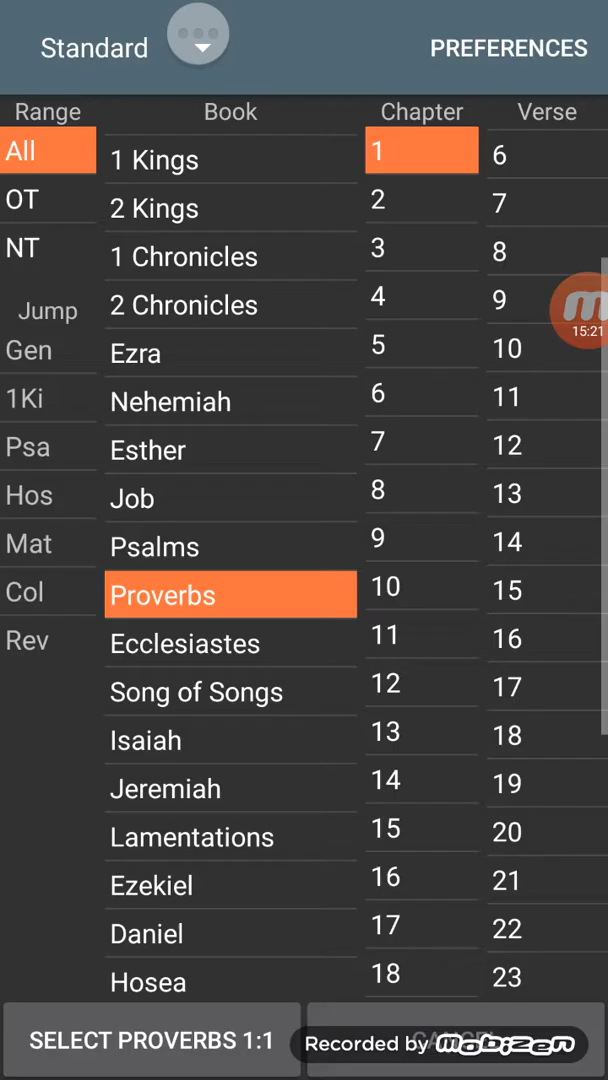 Standard
PREFERENCES
Range
Book
Chapter
Verse
All
OT
NT
Jump
Gen
1Ki
Psa
Hos
Mat
Col
Rev
1 Kings
2 Kings
1 Chronicles
2 Chronicles
Ezra
Nehemiah
Esther
Job
Psalms
Proverbs
Ecclesiastes
Song of Songs
Isaiah
Jeremiah
Lamentations
Ezekiel
Daniel
Hosea
1
2
3
4
5
6
7
8
9
10
11
12
13
14
15
16
17
18
6
7
8
9
10
11
12
13
14
15
16
17
18
19
20
21
22
23
m
15:21
SELECT PROVERBS 1:1
CANCEL
Recorded by mobizen